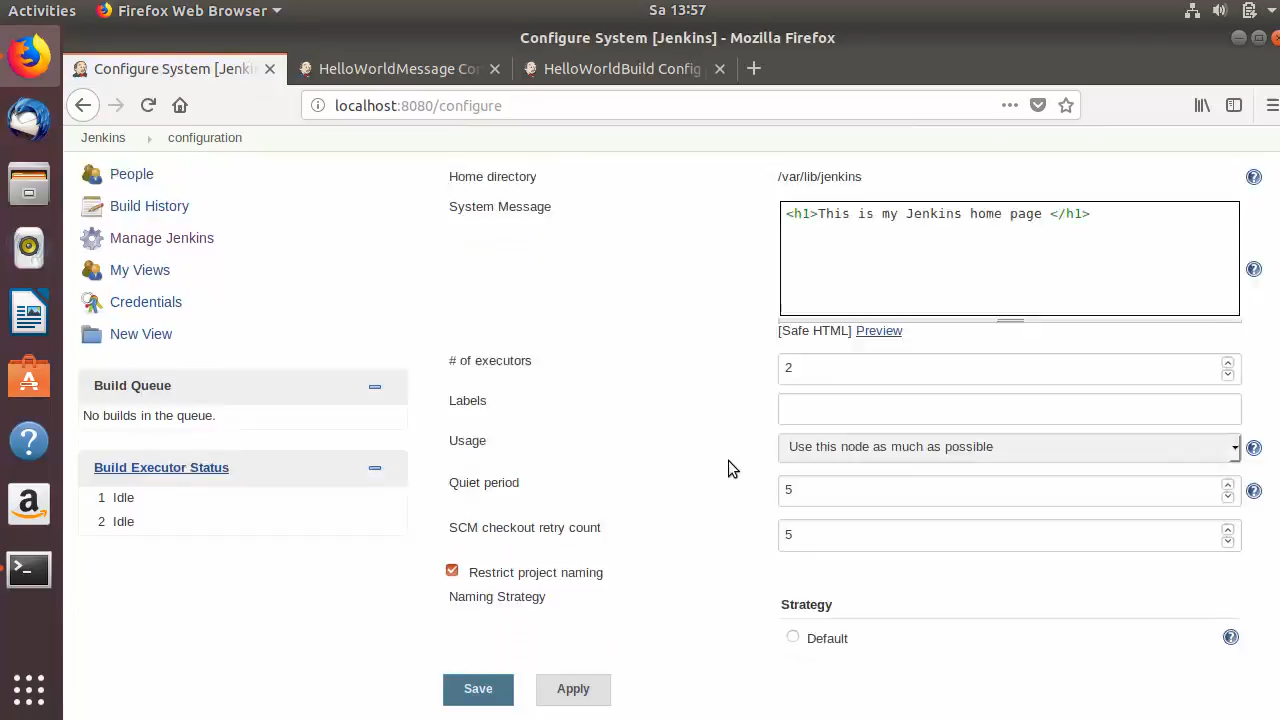 Activities
Firefox Web Browser
Sa 13:57
Configure System [Jenkins] - Mozilla Firefox
Configure System [Jenki
HelloWorldMessage Co
HelloWorldBuild Config
localhost:8080/configure
Jenkins
configuration
People
Build History
Manage Jenkins
My Views
Credentials
New View
Build Queue
No builds in the queue.
Build Executor Status
1 Idle
2 Idle
Home directory
/var/lib/jenkins
System Message
<h1>This is my Jenkins home page </h1>
[Safe HTML] Preview
# of executors
2
Labels
Usage
Use this node as much as possible
Quiet period
5
SCM checkout retry count
5
Restrict project naming
Naming Strategy
Strategy
Default
Save
Apply